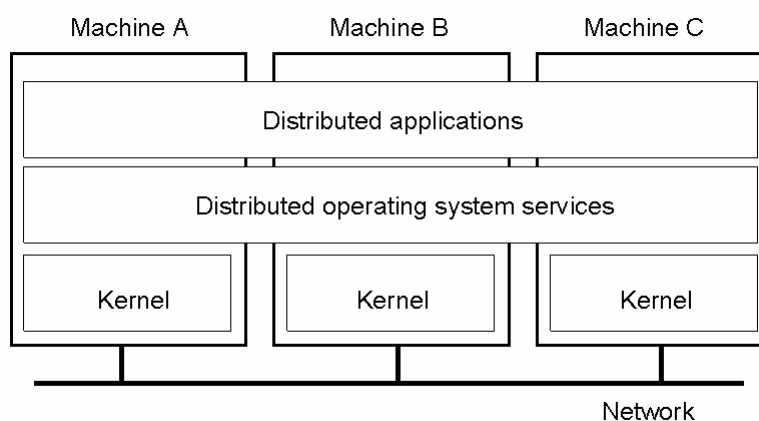 Machine A
Machine B
Machine C
Distributed applications
Distributed operating system services
Kernel
Kernel
Kernel
Network